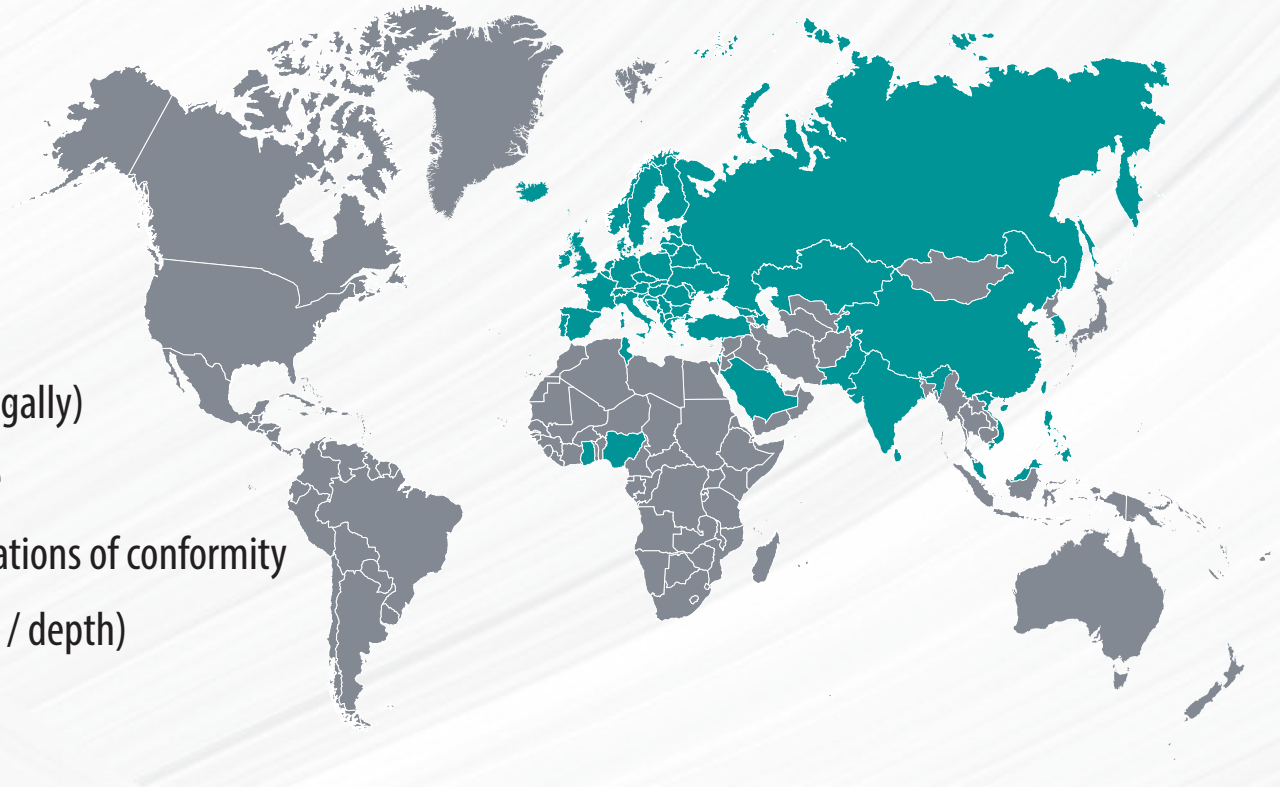 gally)
ations of conformity
/ depth)